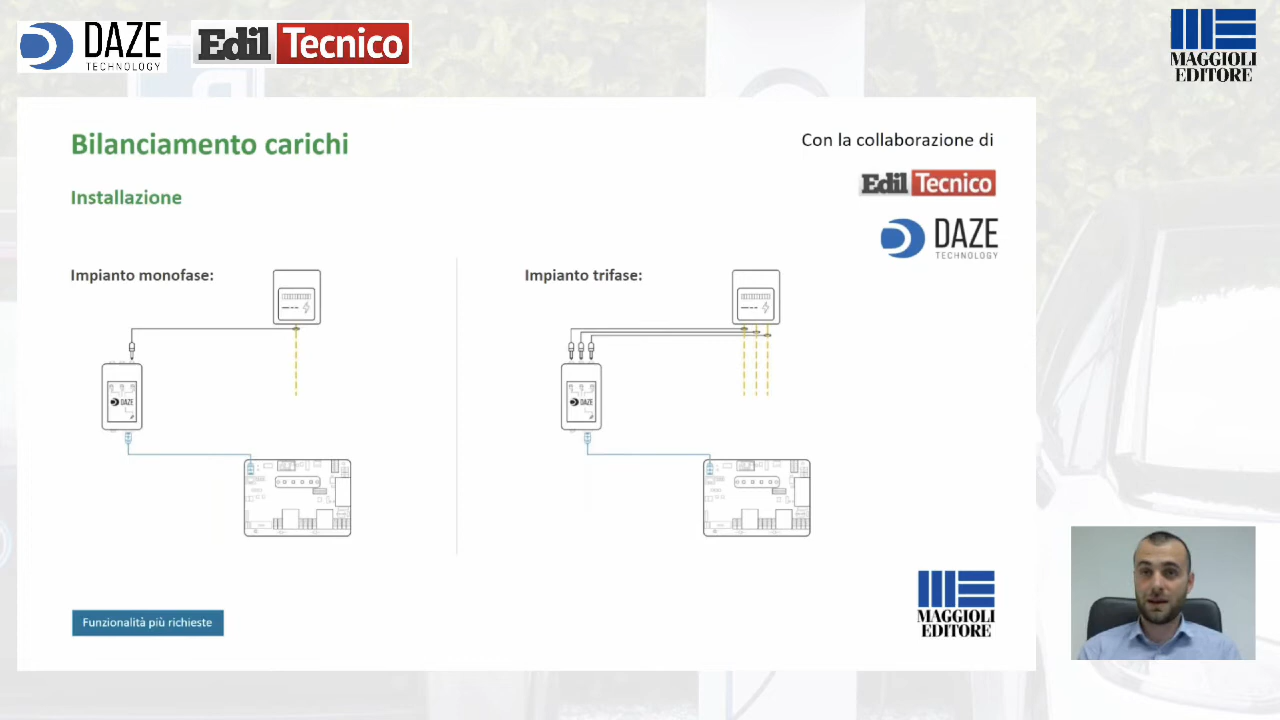 DAZE
TECHNOLOGY
Edil Tecnico
MAGGIOLI
EDITORE
Bilanciamento carichi
Con la collaborazione di
Edil Tecnico
Installazione
DAZE
TECHNOLOGY
Impianto monofase:
Impianto trifase:
DAZE
DAZE
MAGGIOLI
EDITORE
Funzionalità più richieste